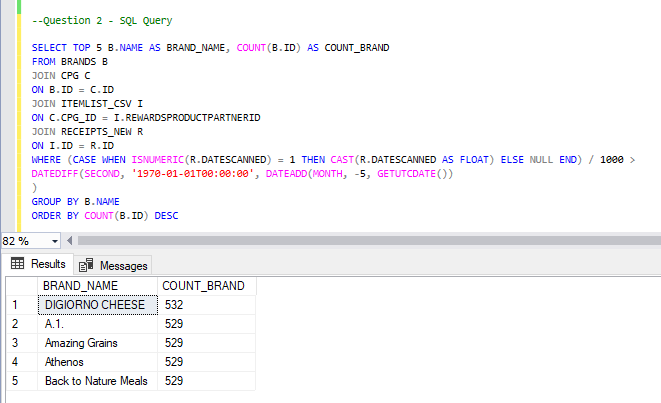 --Question 2 - SQL Query
SELECT TOP 5 B.NAME AS BRAND_NAME, COUNT(B.ID) AS COUNT_BRAND
FROM BRANDS B
JOIN CPG C
ON B.ID = C.ID
JOIN ITEMLIST_CSV I
ON C.CPG_ID = I.REWARDSPRODUCTPARTNERID
JOIN RECEIPTS_NEW R
ON I.ID = R.ID
WHERE (CASE WHEN ISNUMERIC(R.DATESCANNED) = 1 THEN CAST(R.DATESCANNED AS FLOAT) ELSE NULL END) / 1000 >
DATEDIFF(SECOND, '1970-01-01T00:00:00', DATEADD(MONTH, -5, GETUTCDATE())
)
GROUP BY B.NAME
ORDER BY COUNT(B.ID) DESC
82 %
Results Messages
BRAND_NAME COUNT_BRAND
1 DIGIORNO CHEESE 532
2 A.1. 529
3 Amazing Grains 529
4 Athenos 529
5 Back to Nature Meals 529